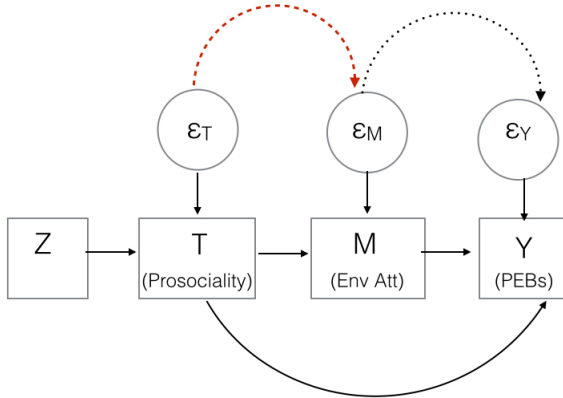 εT
εM
εY
Z
T
(Prosociality)
M
(Env Att)
Y
(PEBs)